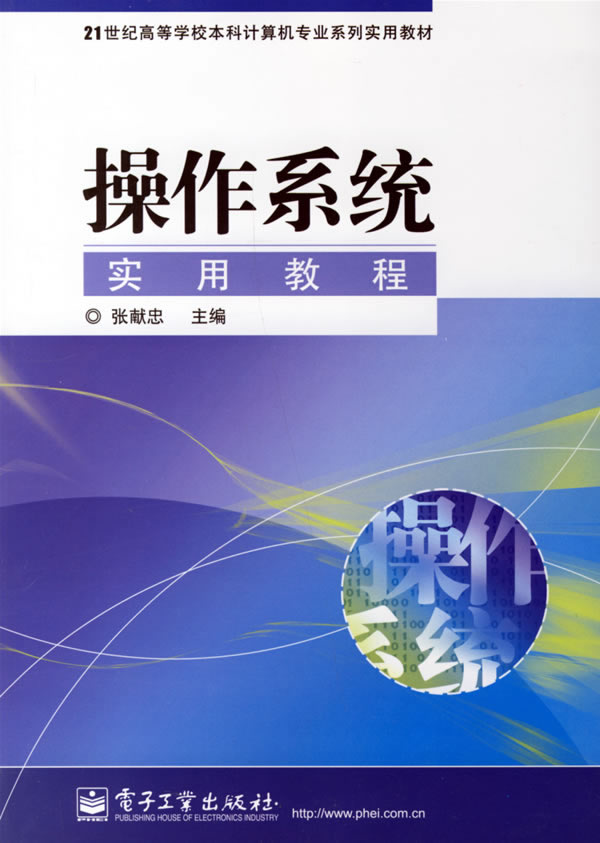 21世纪高等学校本科计算机专业系列实用教材
操作系统
实用教程
◎ 张献忠 主编
操作
系统
電子工業出版社·
PUBLISHING HOUSE OF ELECTRONICS INDUSTRY
http://www.phei.com.cn